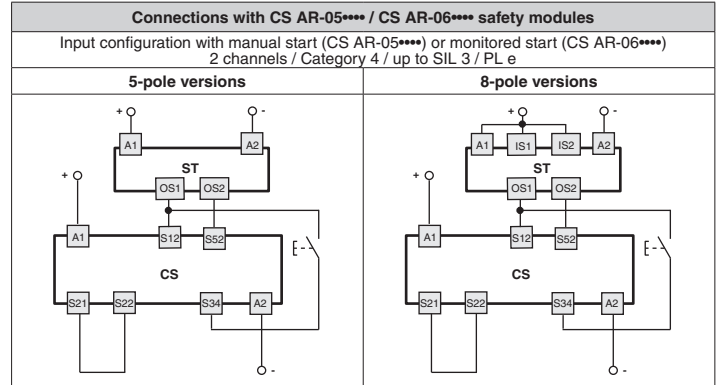 Connections with CS AR-05•••• / CS AR-06•••• safety modules
Input configuration with manual start (CS AR-05••••) or monitored start (CS AR-06••••)
2 channels / Category 4 / up to SIL 3 / PL e
5-pole versions
+ -
A1 A2
ST
+ OS1 OS2
A1 S12 S52
CS
S21 S22 S34 A2
-
8-pole versions
+ -
A1 IS1 IS2 A2
ST
+ OS1 OS2
A1 S12 S52
CS
S21 S22 S34 A2
-